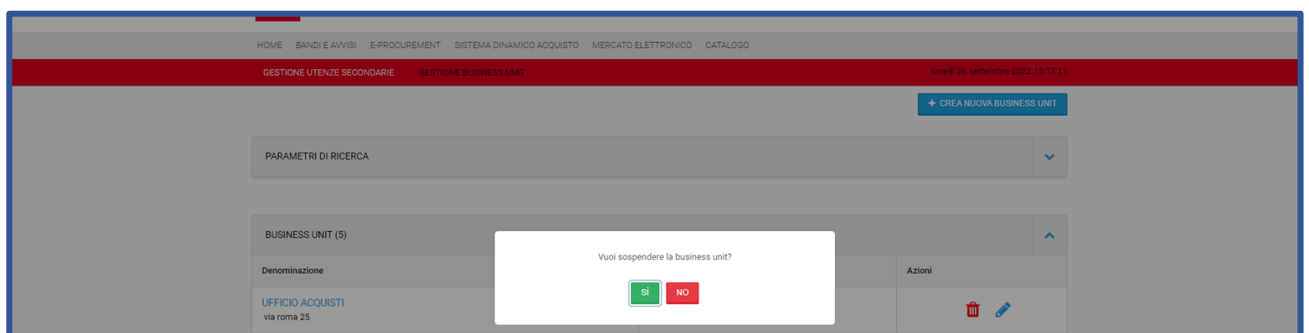 HOME BANDI E AVVISI E-PROCUREMENT SISTEMA DINAMICO ACQUISTO MERCATO ELETTRONICO CATALOGO
GESTIONE UTENZE SECONDARIE GESTIONE BUSINESS UNIT lunedì 26 settembre 2022 15:17:11
+ CREA NUOVA BUSINESS UNIT
PARAMETRI DI RICERCA
BUSINESS UNIT (5)
Vuoi sospendere la business unit?
Denominazione Azioni
SÌ NO
UFFICIO ACQUISTI
via roma 25